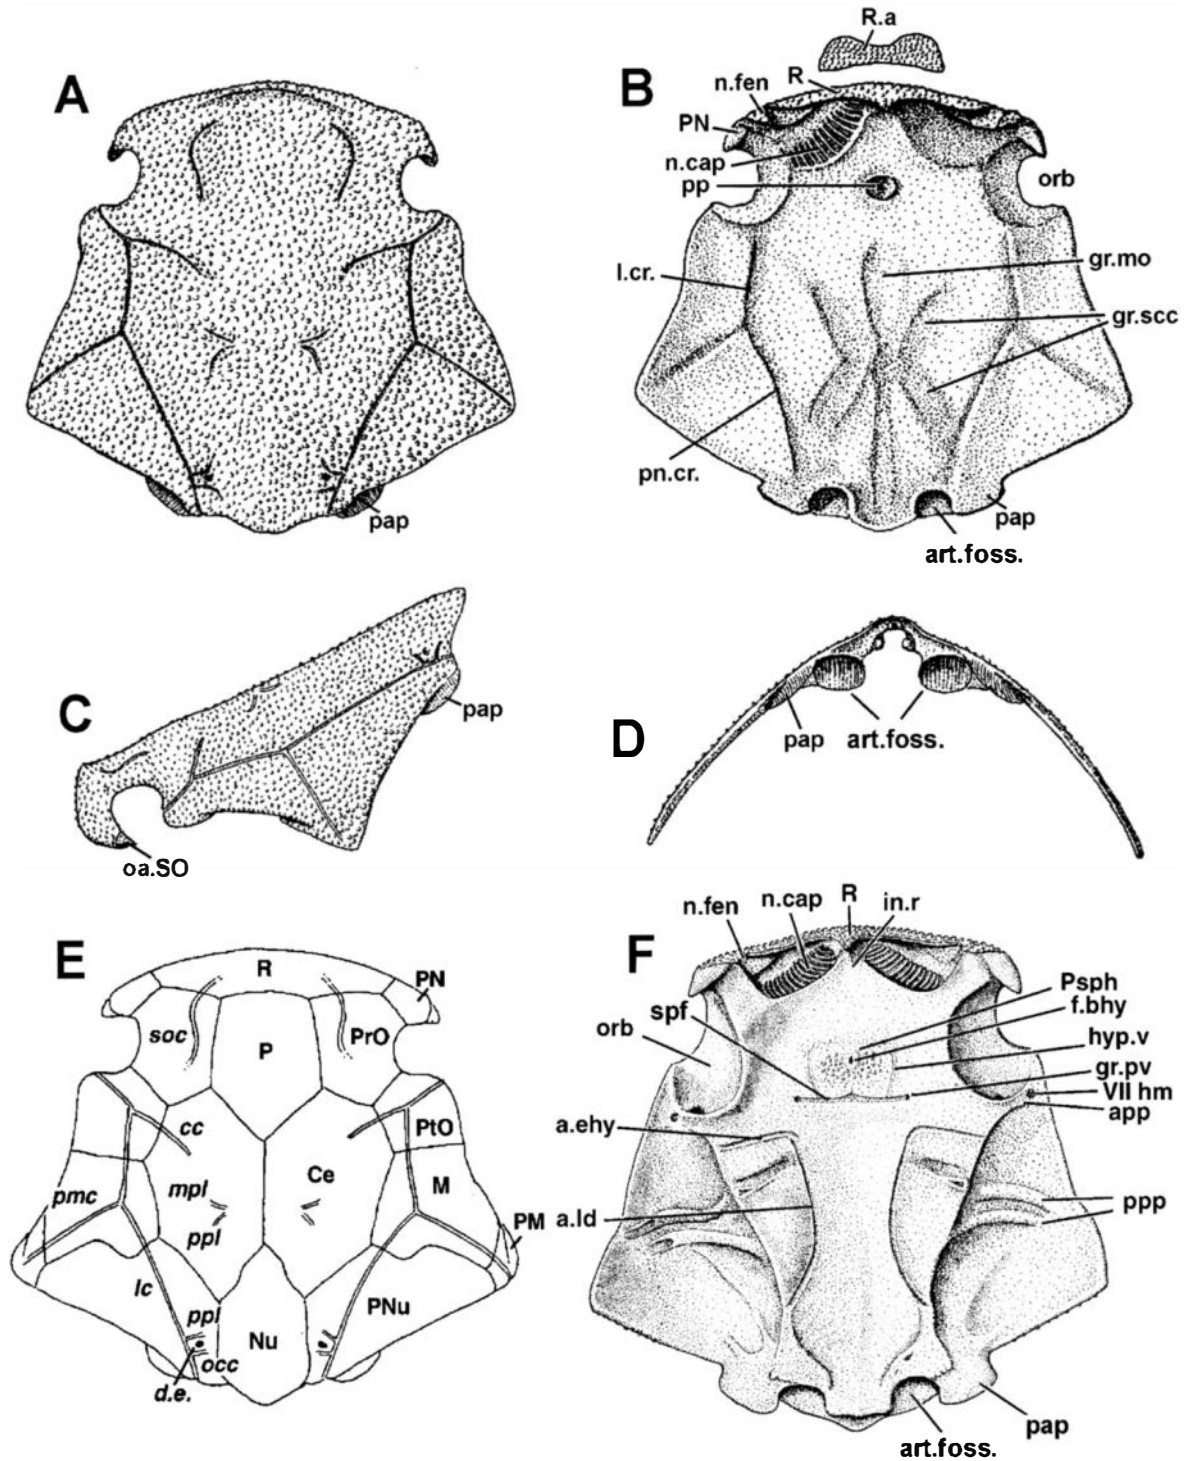 A
pap
B
R.a
R
n.fen
PN
n.cap
pp
orb
l.cr.
gr.mo
gr.scc
pn.cr.
pap
art.foss.
C
pap
oa.SO
D
pap
art.foss.
E
R
PN
soc
PrO
P
cc
PtO
Ce
mpl
pmc
M
ppl
PM
lc
ppl
PNu
Nu
occ
d.e.
F
n.fen
n.cap
R
in.r
Psph
f.bhy
spf
orb
hyp.v
gr.pv
VII hm
app
a.ehy
ppp
a.ld
pap
art.foss.